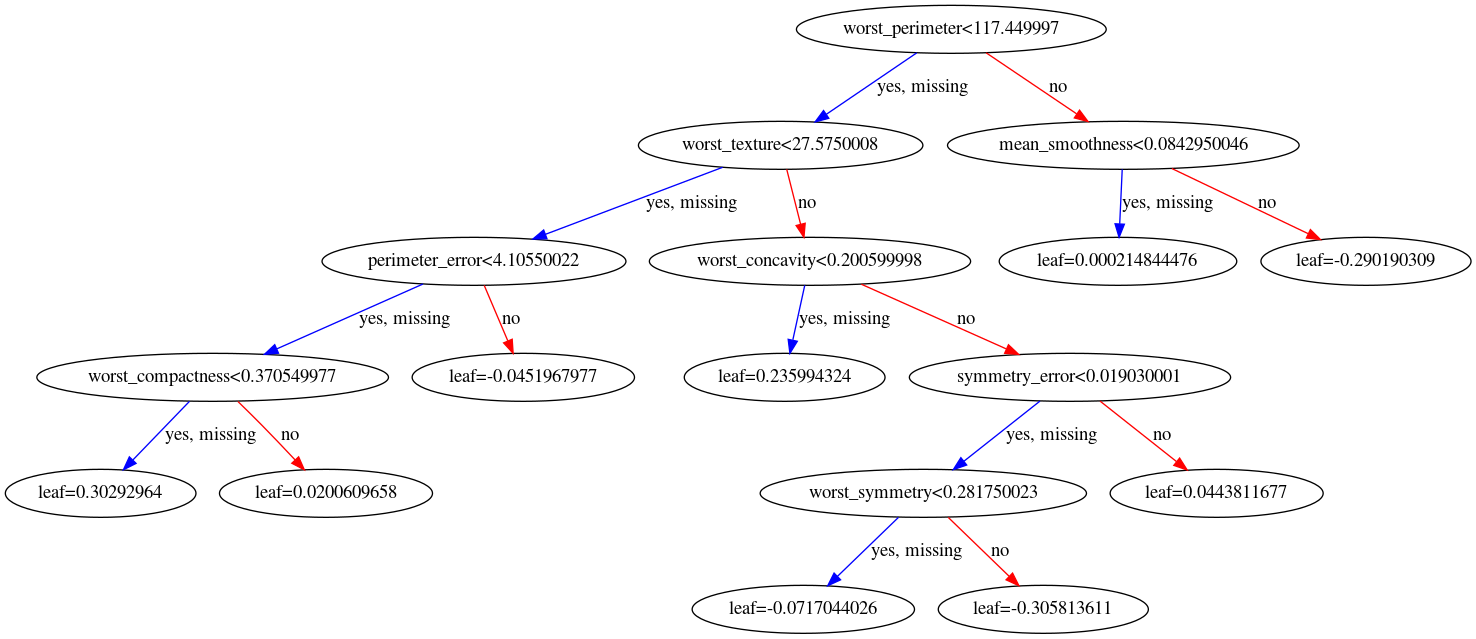 worst_perimeter<117.449997
yes, missing
no
worst_texture<27.5750008
mean_smoothness<0.0842950046
yes, missing
no
yes, missing
no
perimeter_error<4.10550022
worst_concavity<0.200599998
leaf=0.000214844476
leaf=-0.290190309
yes, missing
no
yes, missing
no
worst_compactness<0.370549977
leaf=-0.0451967977
leaf=0.235994324
symmetry_error<0.019030001
yes, missing
no
yes, missing
no
leaf=0.30292964
leaf=0.0200609658
worst_symmetry<0.281750023
leaf=0.0443811677
yes, missing
no
leaf=-0.0717044026
leaf=-0.305813611